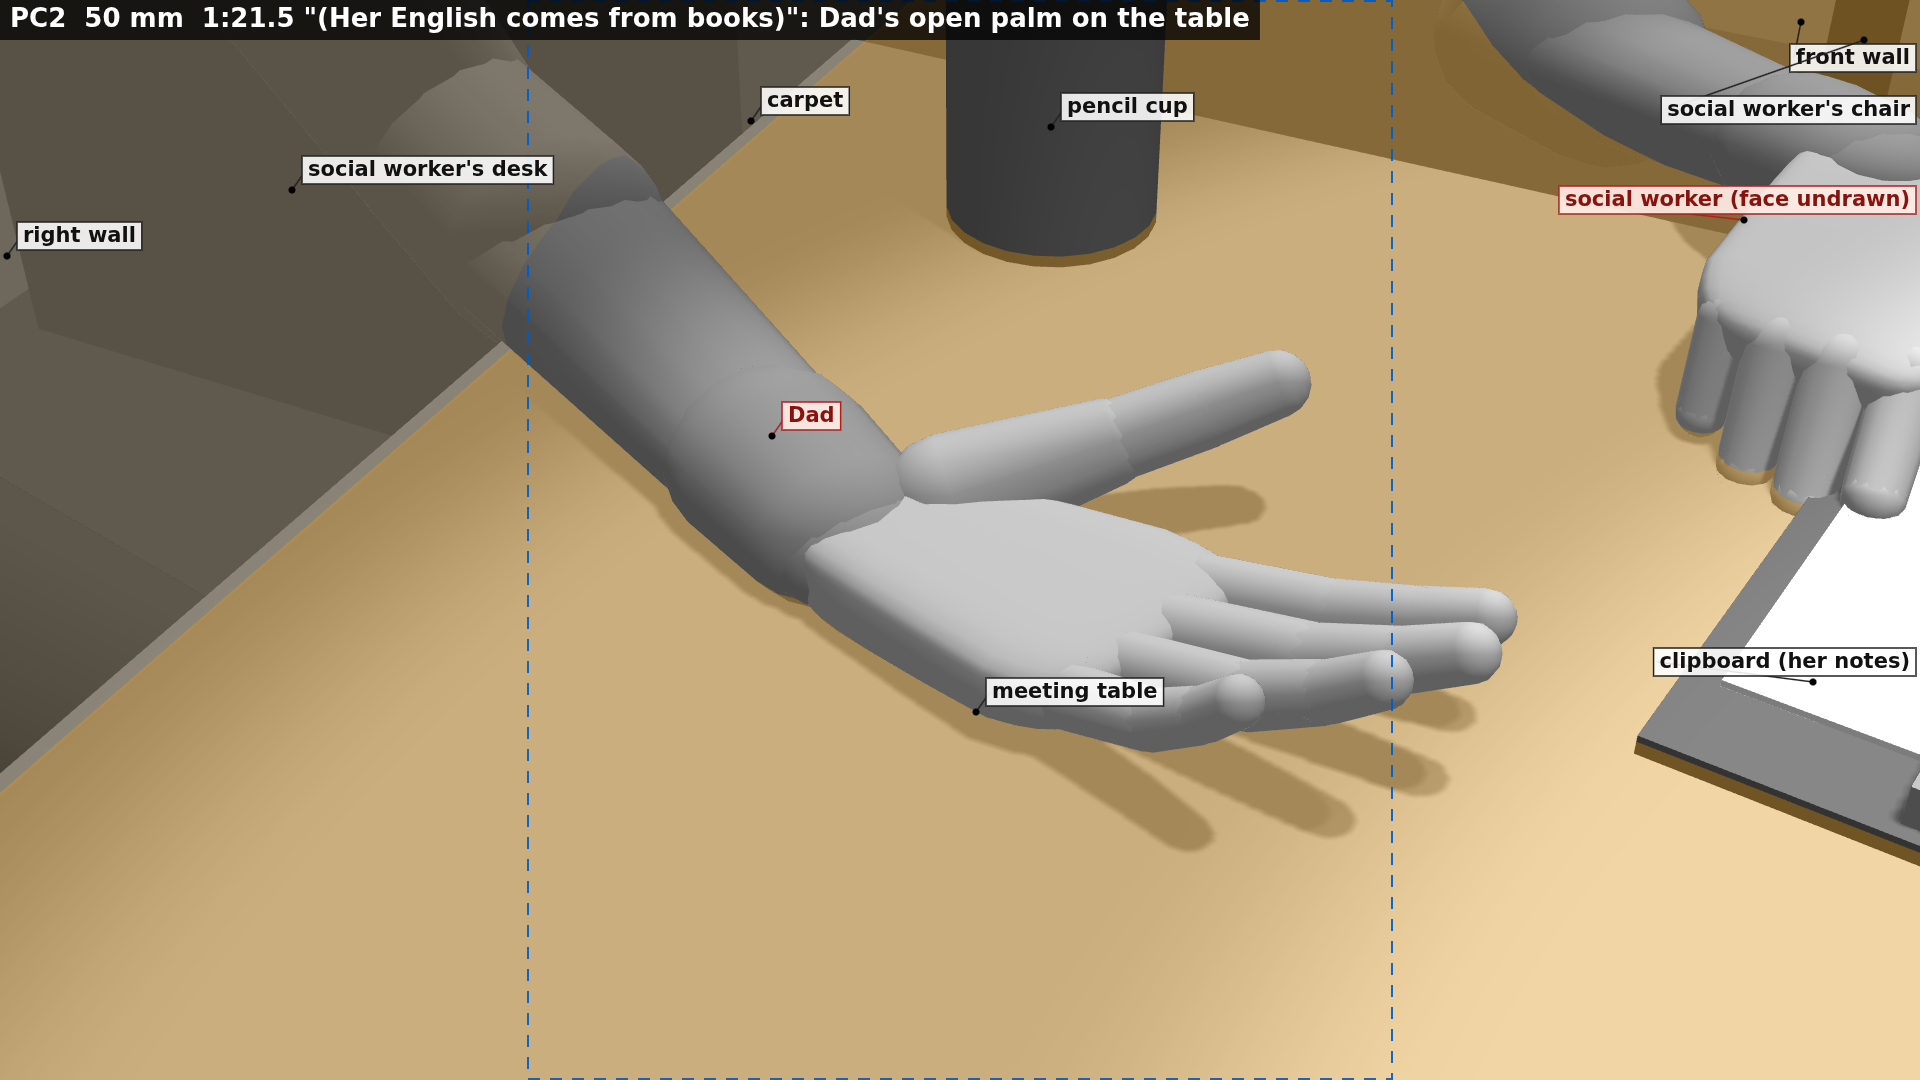 PC2  50 mm  1:21.5 "(Her English comes from books)": Dad's open palm on the table
front wall
carpet
pencil cup
social worker's chair
social worker's desk
social worker (face undrawn)
right wall
Dad
clipboard (her notes)
meeting table